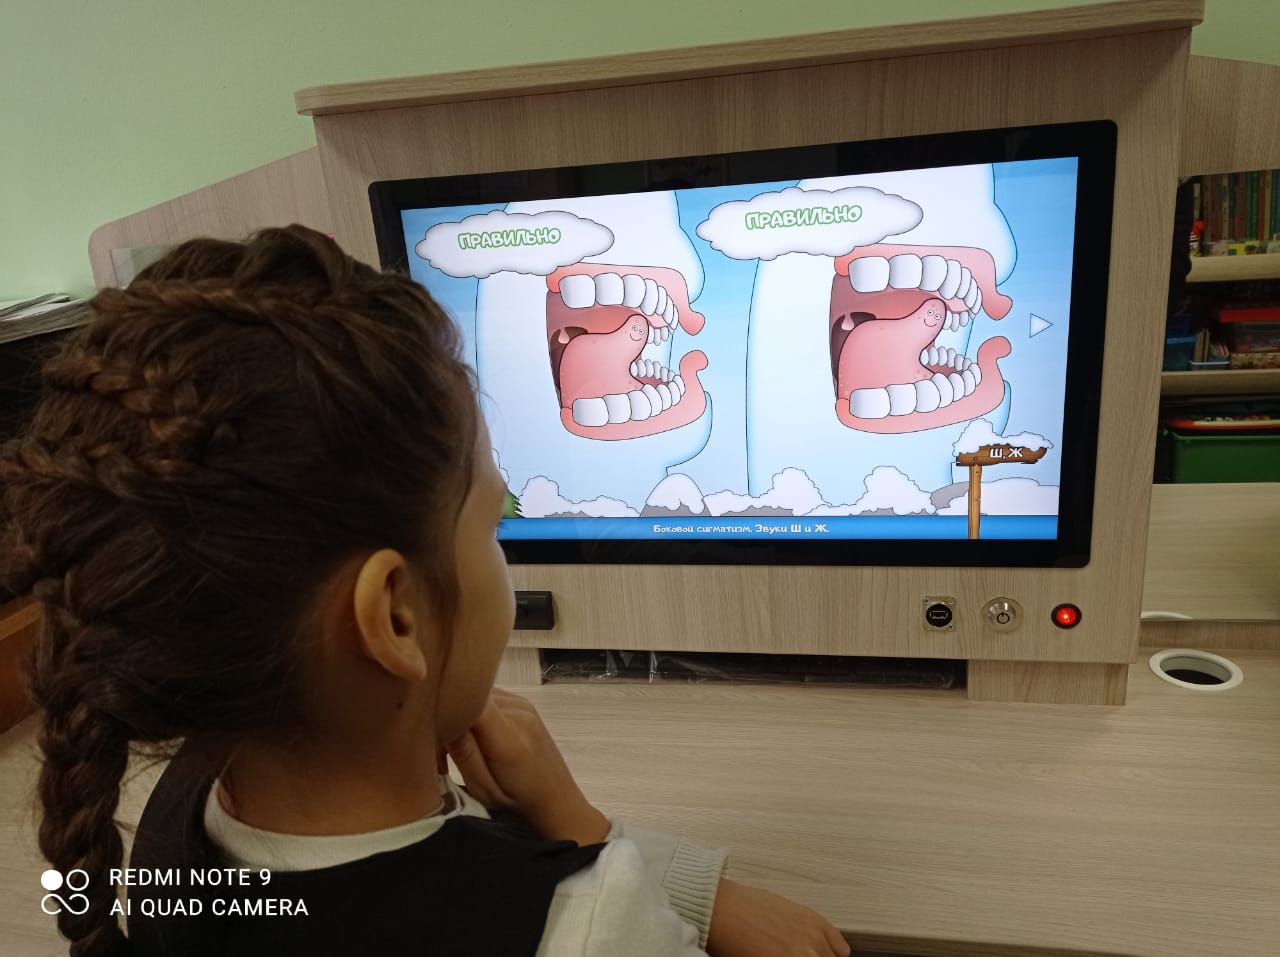 ПРАВИЛЬНО
ПРАВИЛЬНО
Ш, Ж
Боковой сигматизм. Звуки Ш и Ж.
REDMI NOTE 9
AI QUAD CAMERA